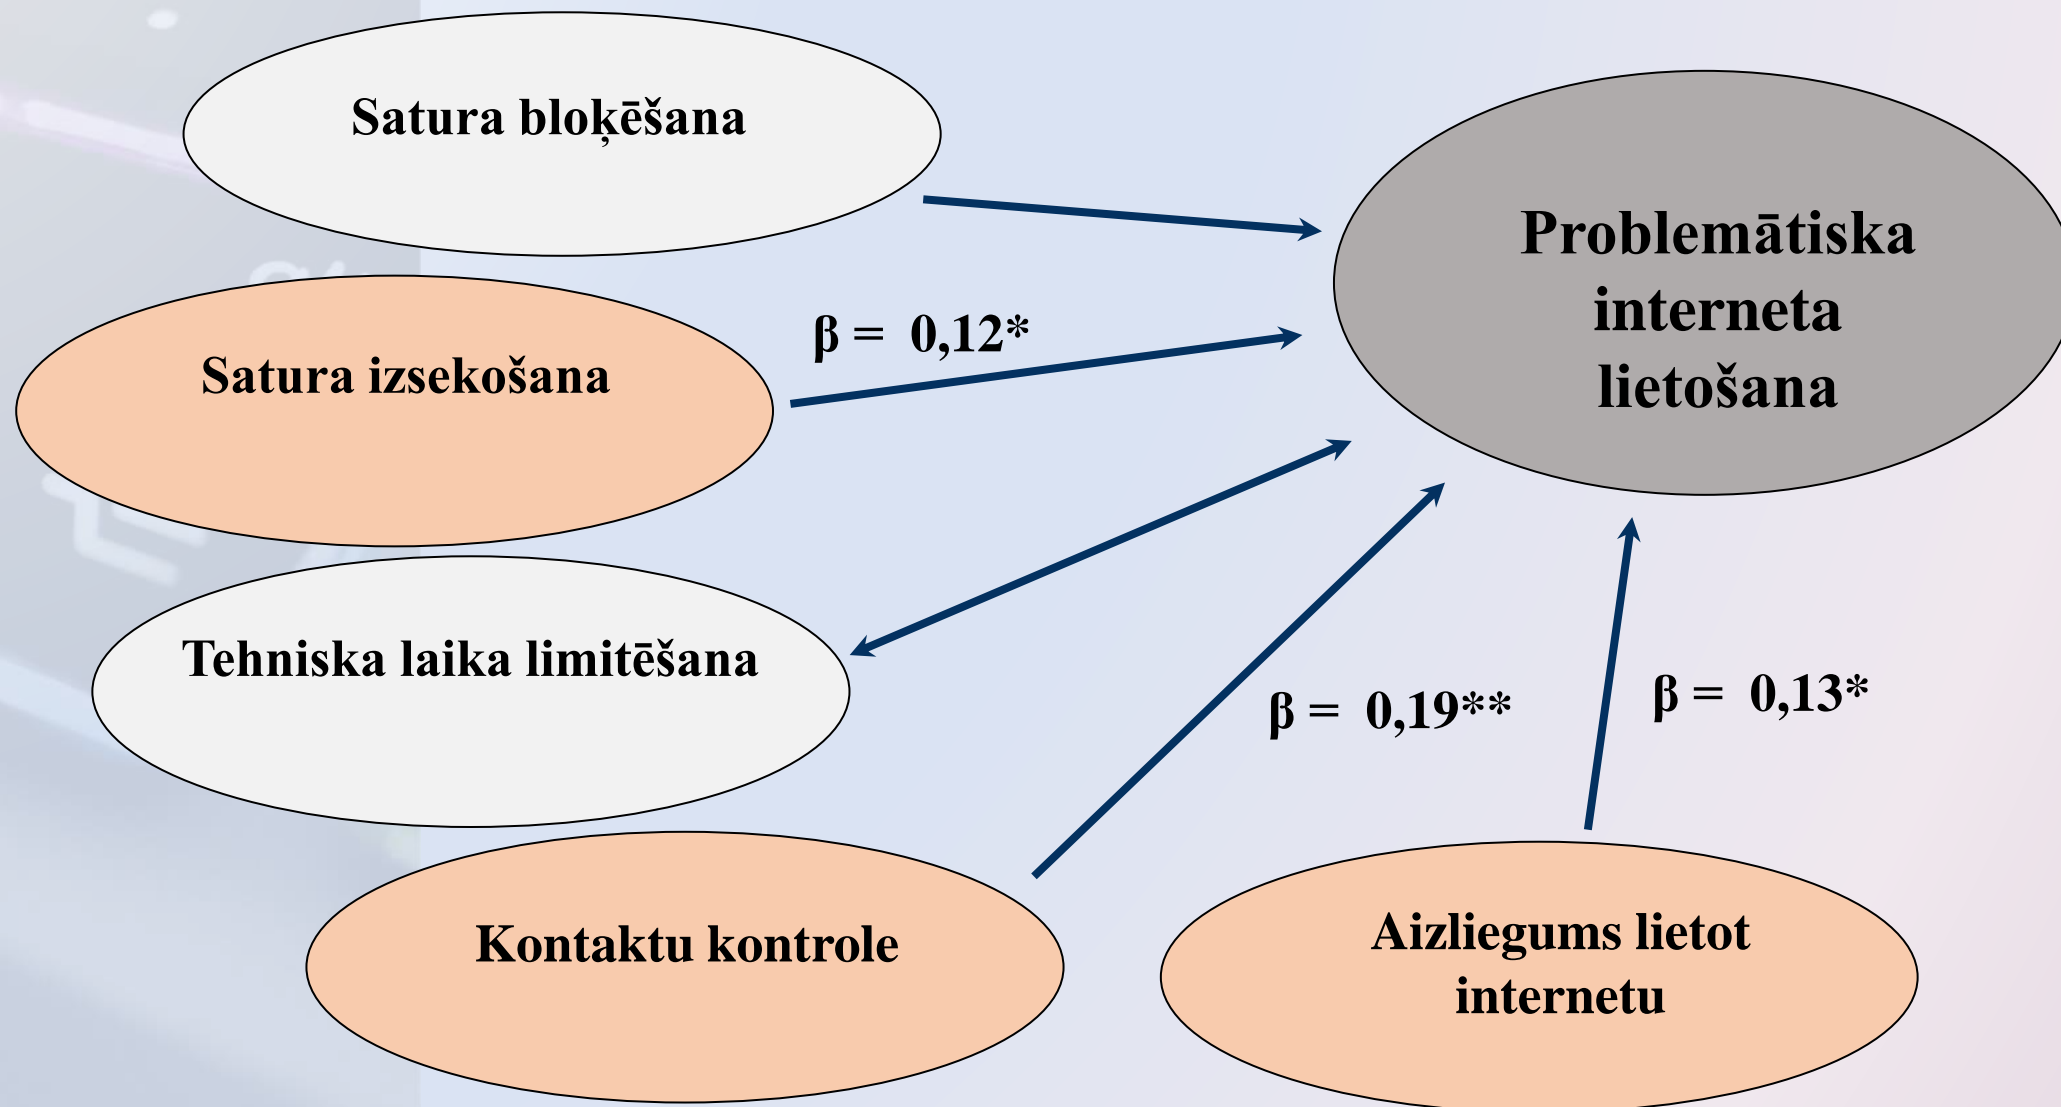 Satura bloķēšana
Problemātiska
interneta
lietošana
β =  0,12*
Satura izsekošana
Tehniska laika limitēšana
β =  0,19**
β =  0,13*
Kontaktu kontrole
Aizliegums lietot
internetu